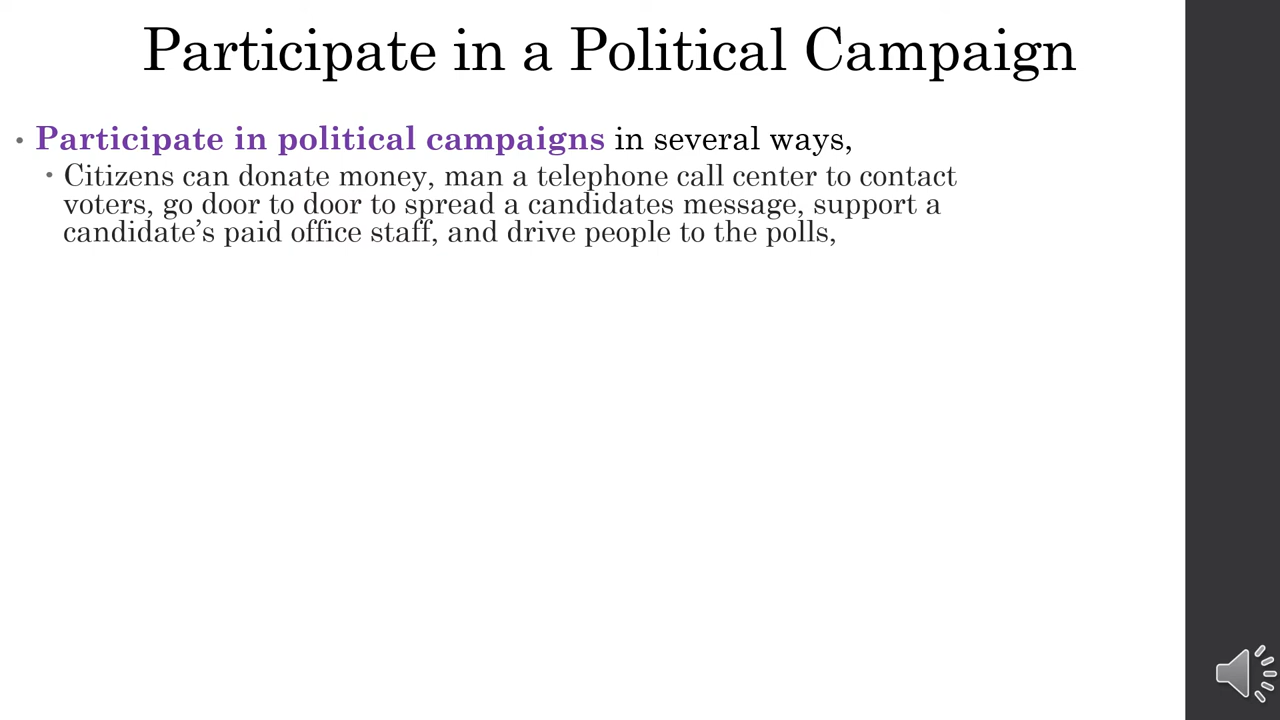 Participate in a Political Campaign
• Participate in political campaigns in several ways,
• Citizens can donate money, man a telephone call center to contact
voters, go door to door to spread a candidates message, support a
candidate’s paid office staff, and drive people to the polls,